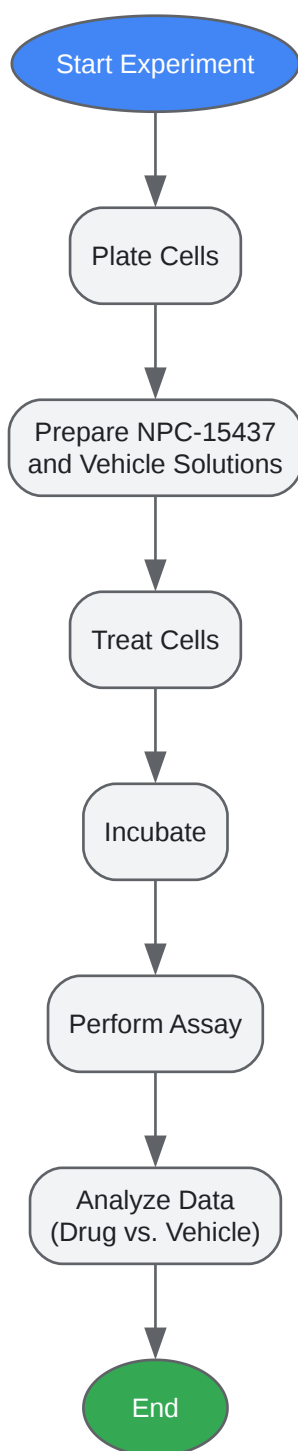 Start Experiment
Plate Cells
Prepare NPC-15437
and Vehicle Solutions
Treat Cells
Incubate
Perform Assay
Analyze Data
(Drug vs. Vehicle)
End